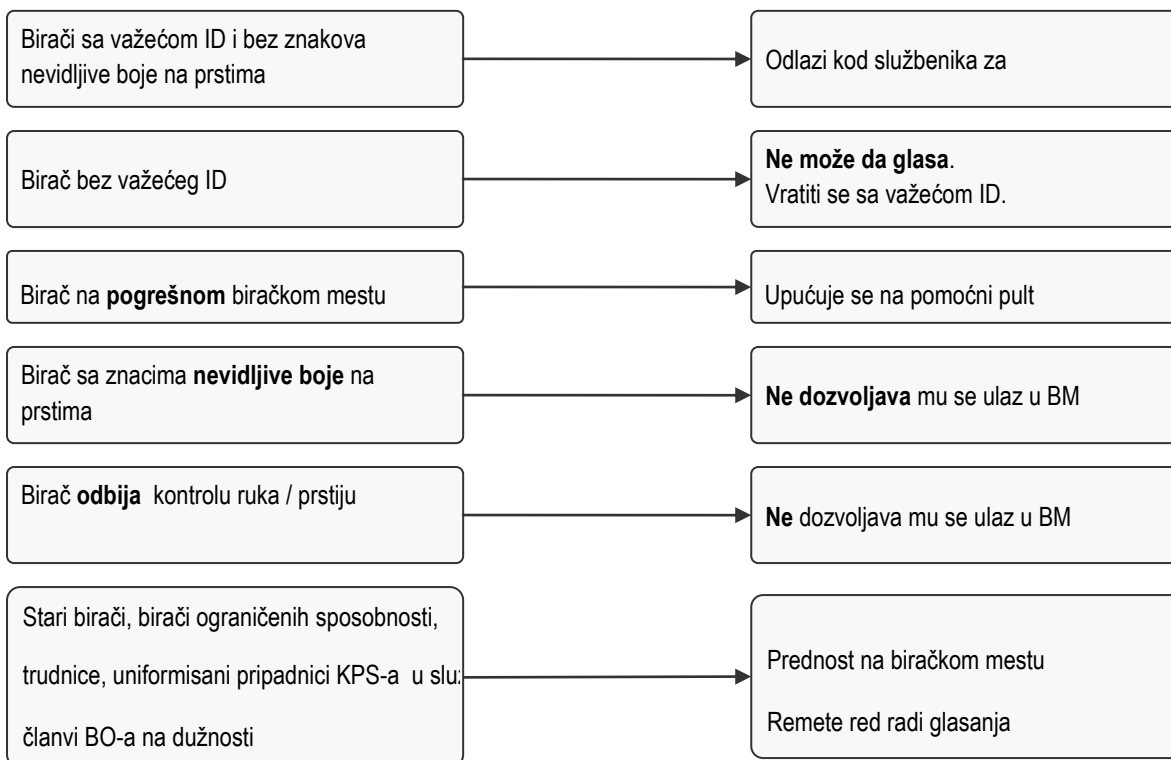 Birači sa važećom ID i bez znakova
nevidljive boje na prstima
Odlazi kod službenika za
Birač bez važećeg ID
Ne može da glasa.
Vratiti se sa važećom ID.
Birač na pogrešnom biračkom mestu
Upućuje se na pomoćni pult
Birač sa znacima nevidljive boje na
prstima
Ne dozvoljava mu se ulaz u BM
Birač odbija kontrolu ruka / prstiju
Ne dozvoljava mu se ulaz u BM
Stari birači, birači ograničenih sposobnosti,
trudnice, uniformisani pripadnici KPS-a u
članvi BO-a na dužnosti
Prednost na biračkom mestu
Remete red radi glasanja